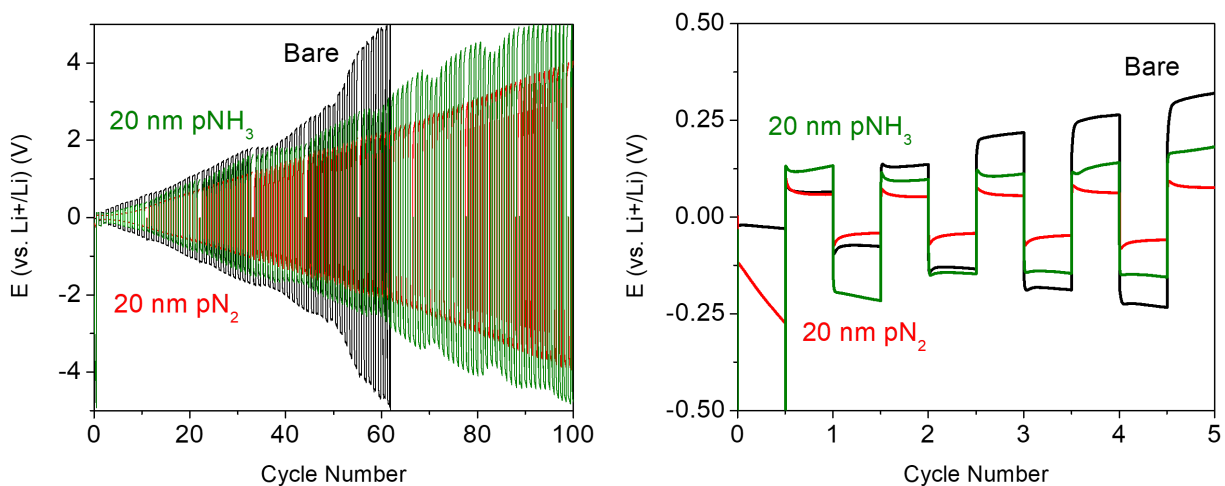 Bare
20 nm pNH3
20 nm pN2
E (vs. Li+/Li) (V)
4
2
0
-2
-4
0
20
40
60
80
100
Cycle Number
Bare
20 nm pNH3
20 nm pN2
E (vs. Li+/Li) (V)
0.50
0.25
0.00
-0.25
-0.50
0
1
2
3
4
5
Cycle Number